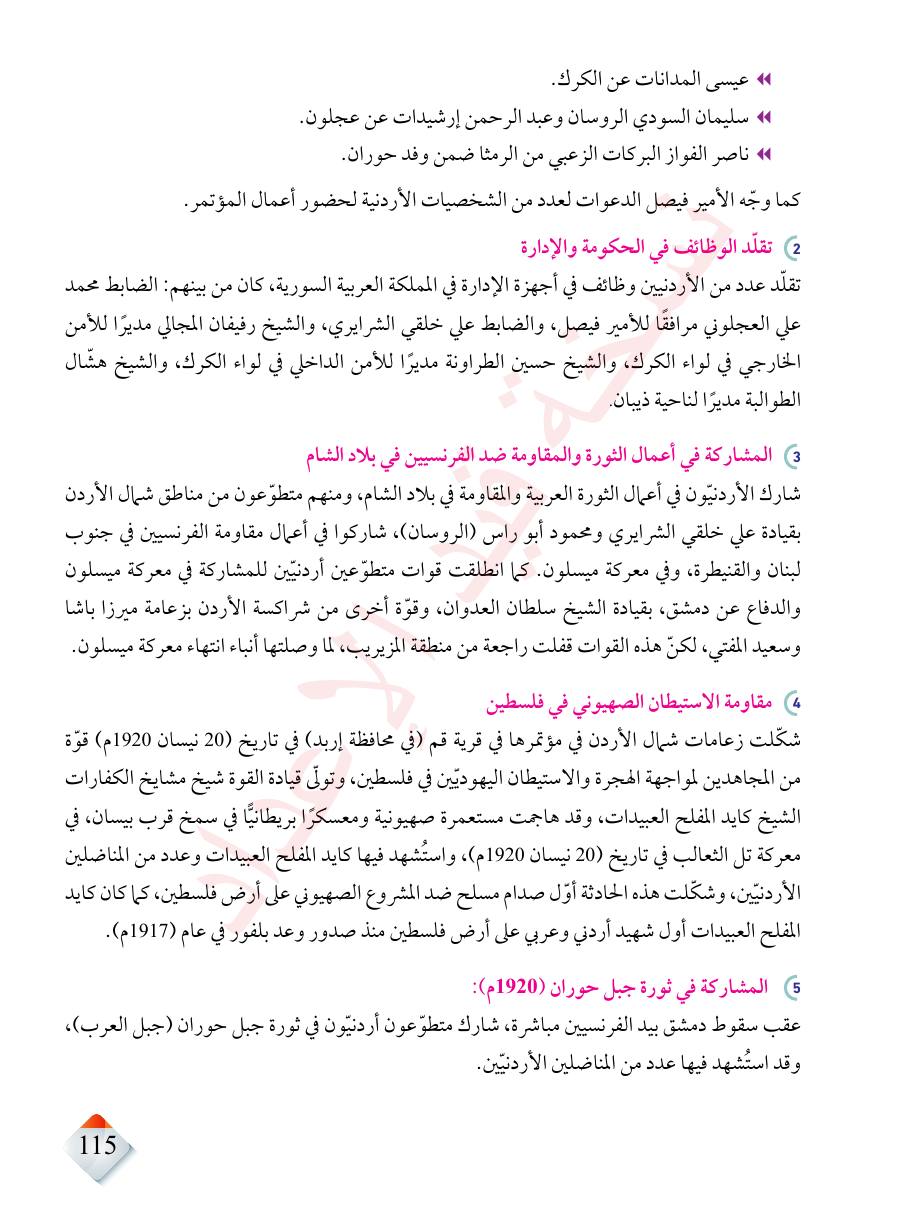 عيسى المدانات عن الكرك.
سليمان السودي الروسان وعبد الرحمن إرشيدات عن عجلون.
ناصر الفواز البركات الزعبي من الرمثا ضمن وفد حوران.
كما وجّه الأمير فيصل الدعوات لعدد من الشخصيات الأردنية لحضور أعمال المؤتمر.
2 تقلّد الوظائف في الحكومة والإدارة
تقلّد عدد من الأردنيين وظائف في أجهزة الإدارة في المملكة العربية السورية، كان من بينهم: الضابط محمد
علي العجلوني مرافقًا للأمير فيصل، والضابط علي خلقي الشرايري، والشيخ رفيفان المجالي مديرًا للأمن
الخارجي في لواء الكرك، والشيخ حسين الطراونة مديرًا للأمن الداخلي في لواء الكرك، والشيخ هشّال
الطوالبة مديرًا لناحية ذيبان.
3 المشاركة في أعمال الثورة والمقاومة ضد الفرنسيين في بلاد الشام
شارك الأردنيّون في أعمال الثورة العربية والمقاومة في بلاد الشام، ومنهم متطوّعون من مناطق شمال الأردن
بقيادة علي خلقي الشرايري ومحمود أبو راس (الروسان)، شاركوا في أعمال مقاومة الفرنسيين في جنوب
لبنان والقنيطرة، وفي معركة ميسلون. كما انطلقت قوات متطوّعين أردنيّين للمشاركة في معركة ميسلون
والدفاع عن دمشق، بقيادة الشيخ سلطان العدوان، وقوّة أخرى من شراكسة الأردن بزعامة ميرزا باشا
وسعيد المفتي، لكنّ هذه القوات قفلت راجعة من منطقة المزيريب، لما وصلتها أنباء انتهاء معركة ميسلون.
4 مقاومة الاستيطان الصهيوني في فلسطين
شكّلت زعامات شمال الأردن في مؤتمرها في قرية قم (في محافظة إربد) في تاريخ (20 نيسان 1920م) قوّة
من المجاهدين لمواجهة الهجرة والاستيطان اليهوديّين في فلسطين، وتولّى قيادة القوة شيخ مشايخ الكفارات
الشيخ كايد المفلح العبيدات، وقد هاجمت مستعمرة صهيونية ومعسكرًا بريطانيًّا في سمخ قرب بيسان، في
معركة تل الثعالب في تاريخ (20 نيسان 1920م)، واستُشهد فيها كايد المفلح العبيدات وعدد من المناضلين
الأردنيّين، وشكّلت هذه الحادثة أوّل صدام مسلح ضد المشروع الصهيوني على أرض فلسطين، كما كان كايد
المفلح العبيدات أول شهيد أردني وعربي على أرض فلسطين منذ صدور وعد بلفور في عام (1917م).
5 المشاركة في ثورة جبل حوران (1920م):
عقب سقوط دمشق بيد الفرنسيين مباشرة، شارك متطوّعون أردنيّون في ثورة جبل حوران (جبل العرب)،
وقد استُشهد فيها عدد من المناضلين الأردنيّين.
115
نسخة قيد الإعداد